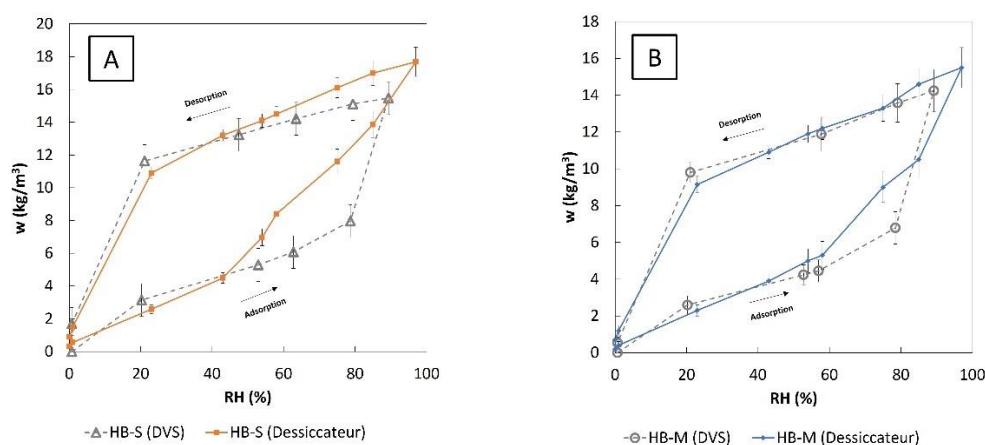 A
20
18
16
14
12
10
8
6
4
2
0
w (kg/m³)
Desorption
Adsorption
0 20 40 60 80 100
RH (%)
HB-S (DVS) HB-S (Dessiccateur)
B
18
16
14
12
10
8
6
4
2
0
w (kg/m³)
Desorption
Adsorption
0 20 40 60 80 100
RH (%)
HB-M (DVS) HB-M (Dessiccateur)